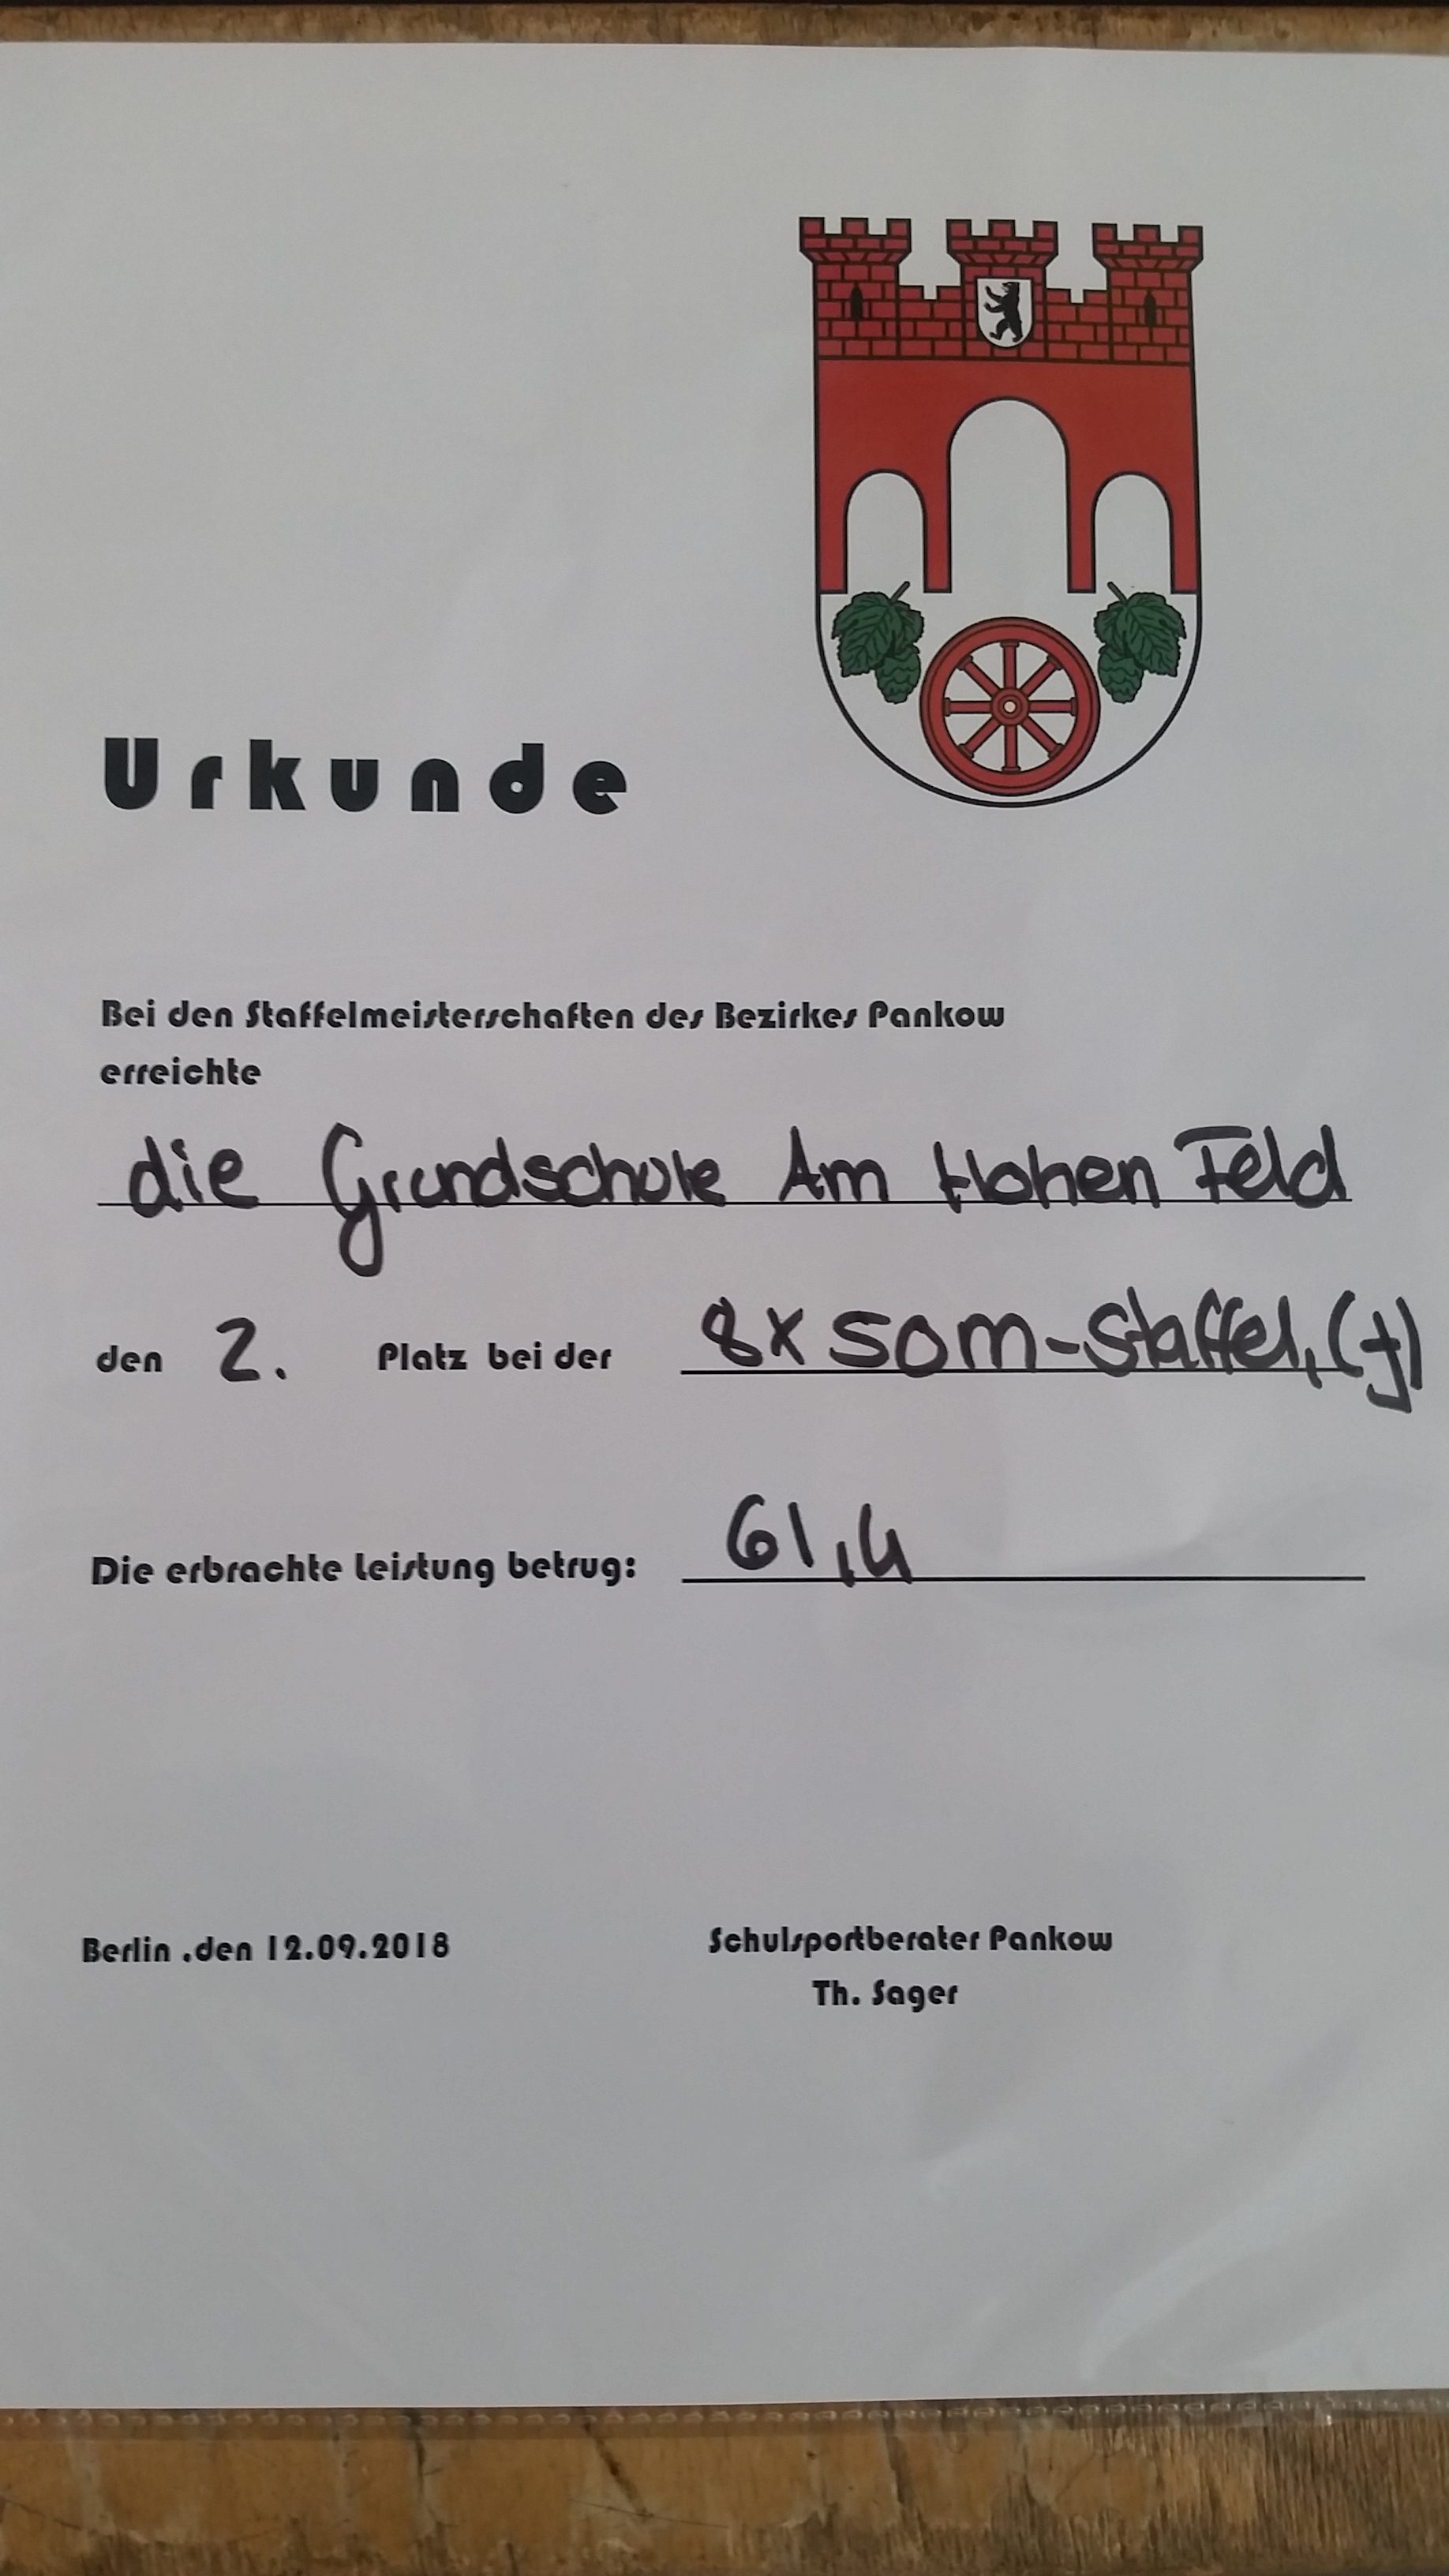 Urkunde
Bei den Staffelmeisterschaften des Bezirkes Pankow
erreichte
die Grundschule Am Hohen Feld
den 2. Platz bei der 8x50m-Staffel, (J)
Die erbrachte Leistung betrug: 61,4
Berlin ,den 12.09.2018
Schulsportberater Pankow
Th. Sager